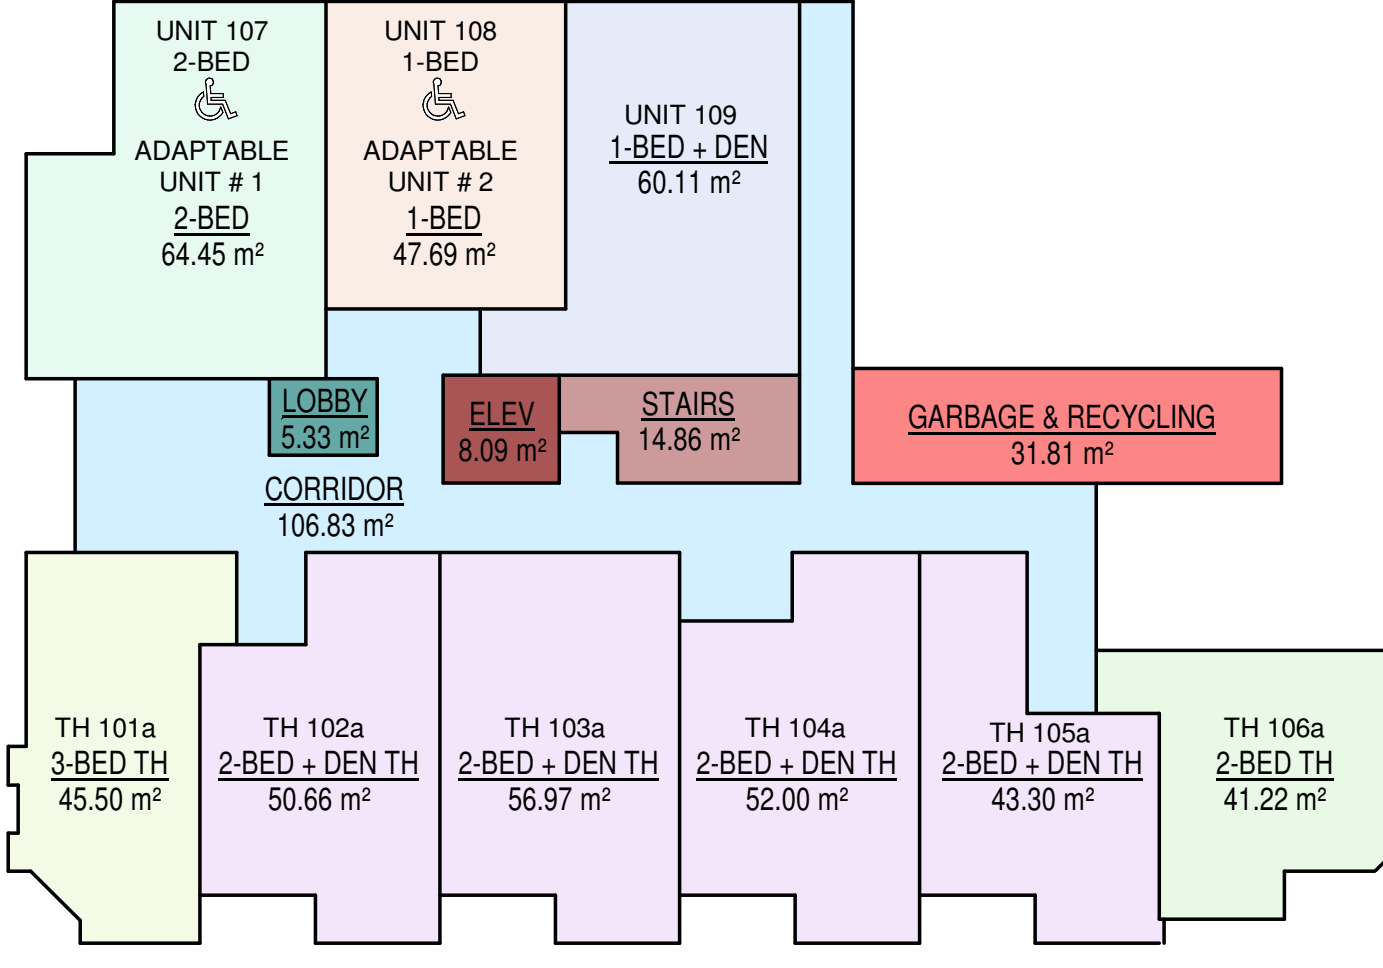 UNIT 107
2-BED
ADAPTABLE
UNIT # 1
2-BED
64.45 m²
UNIT 108
1-BED
ADAPTABLE
UNIT # 2
1-BED
47.69 m²
UNIT 109
1-BED + DEN
60.11 m²
LOBBY
5.33 m²
ELEV
8.09 m²
STAIRS
14.86 m²
GARBAGE & RECYCLING
31.81 m²
CORRIDOR
106.83 m²
TH 101a
3-BED TH
45.50 m²
TH 102a
2-BED + DEN TH
50.66 m²
TH 103a
2-BED + DEN TH
56.97 m²
TH 104a
2-BED + DEN TH
52.00 m²
TH 105a
2-BED + DEN TH
43.30 m²
TH 106a
2-BED TH
41.22 m²